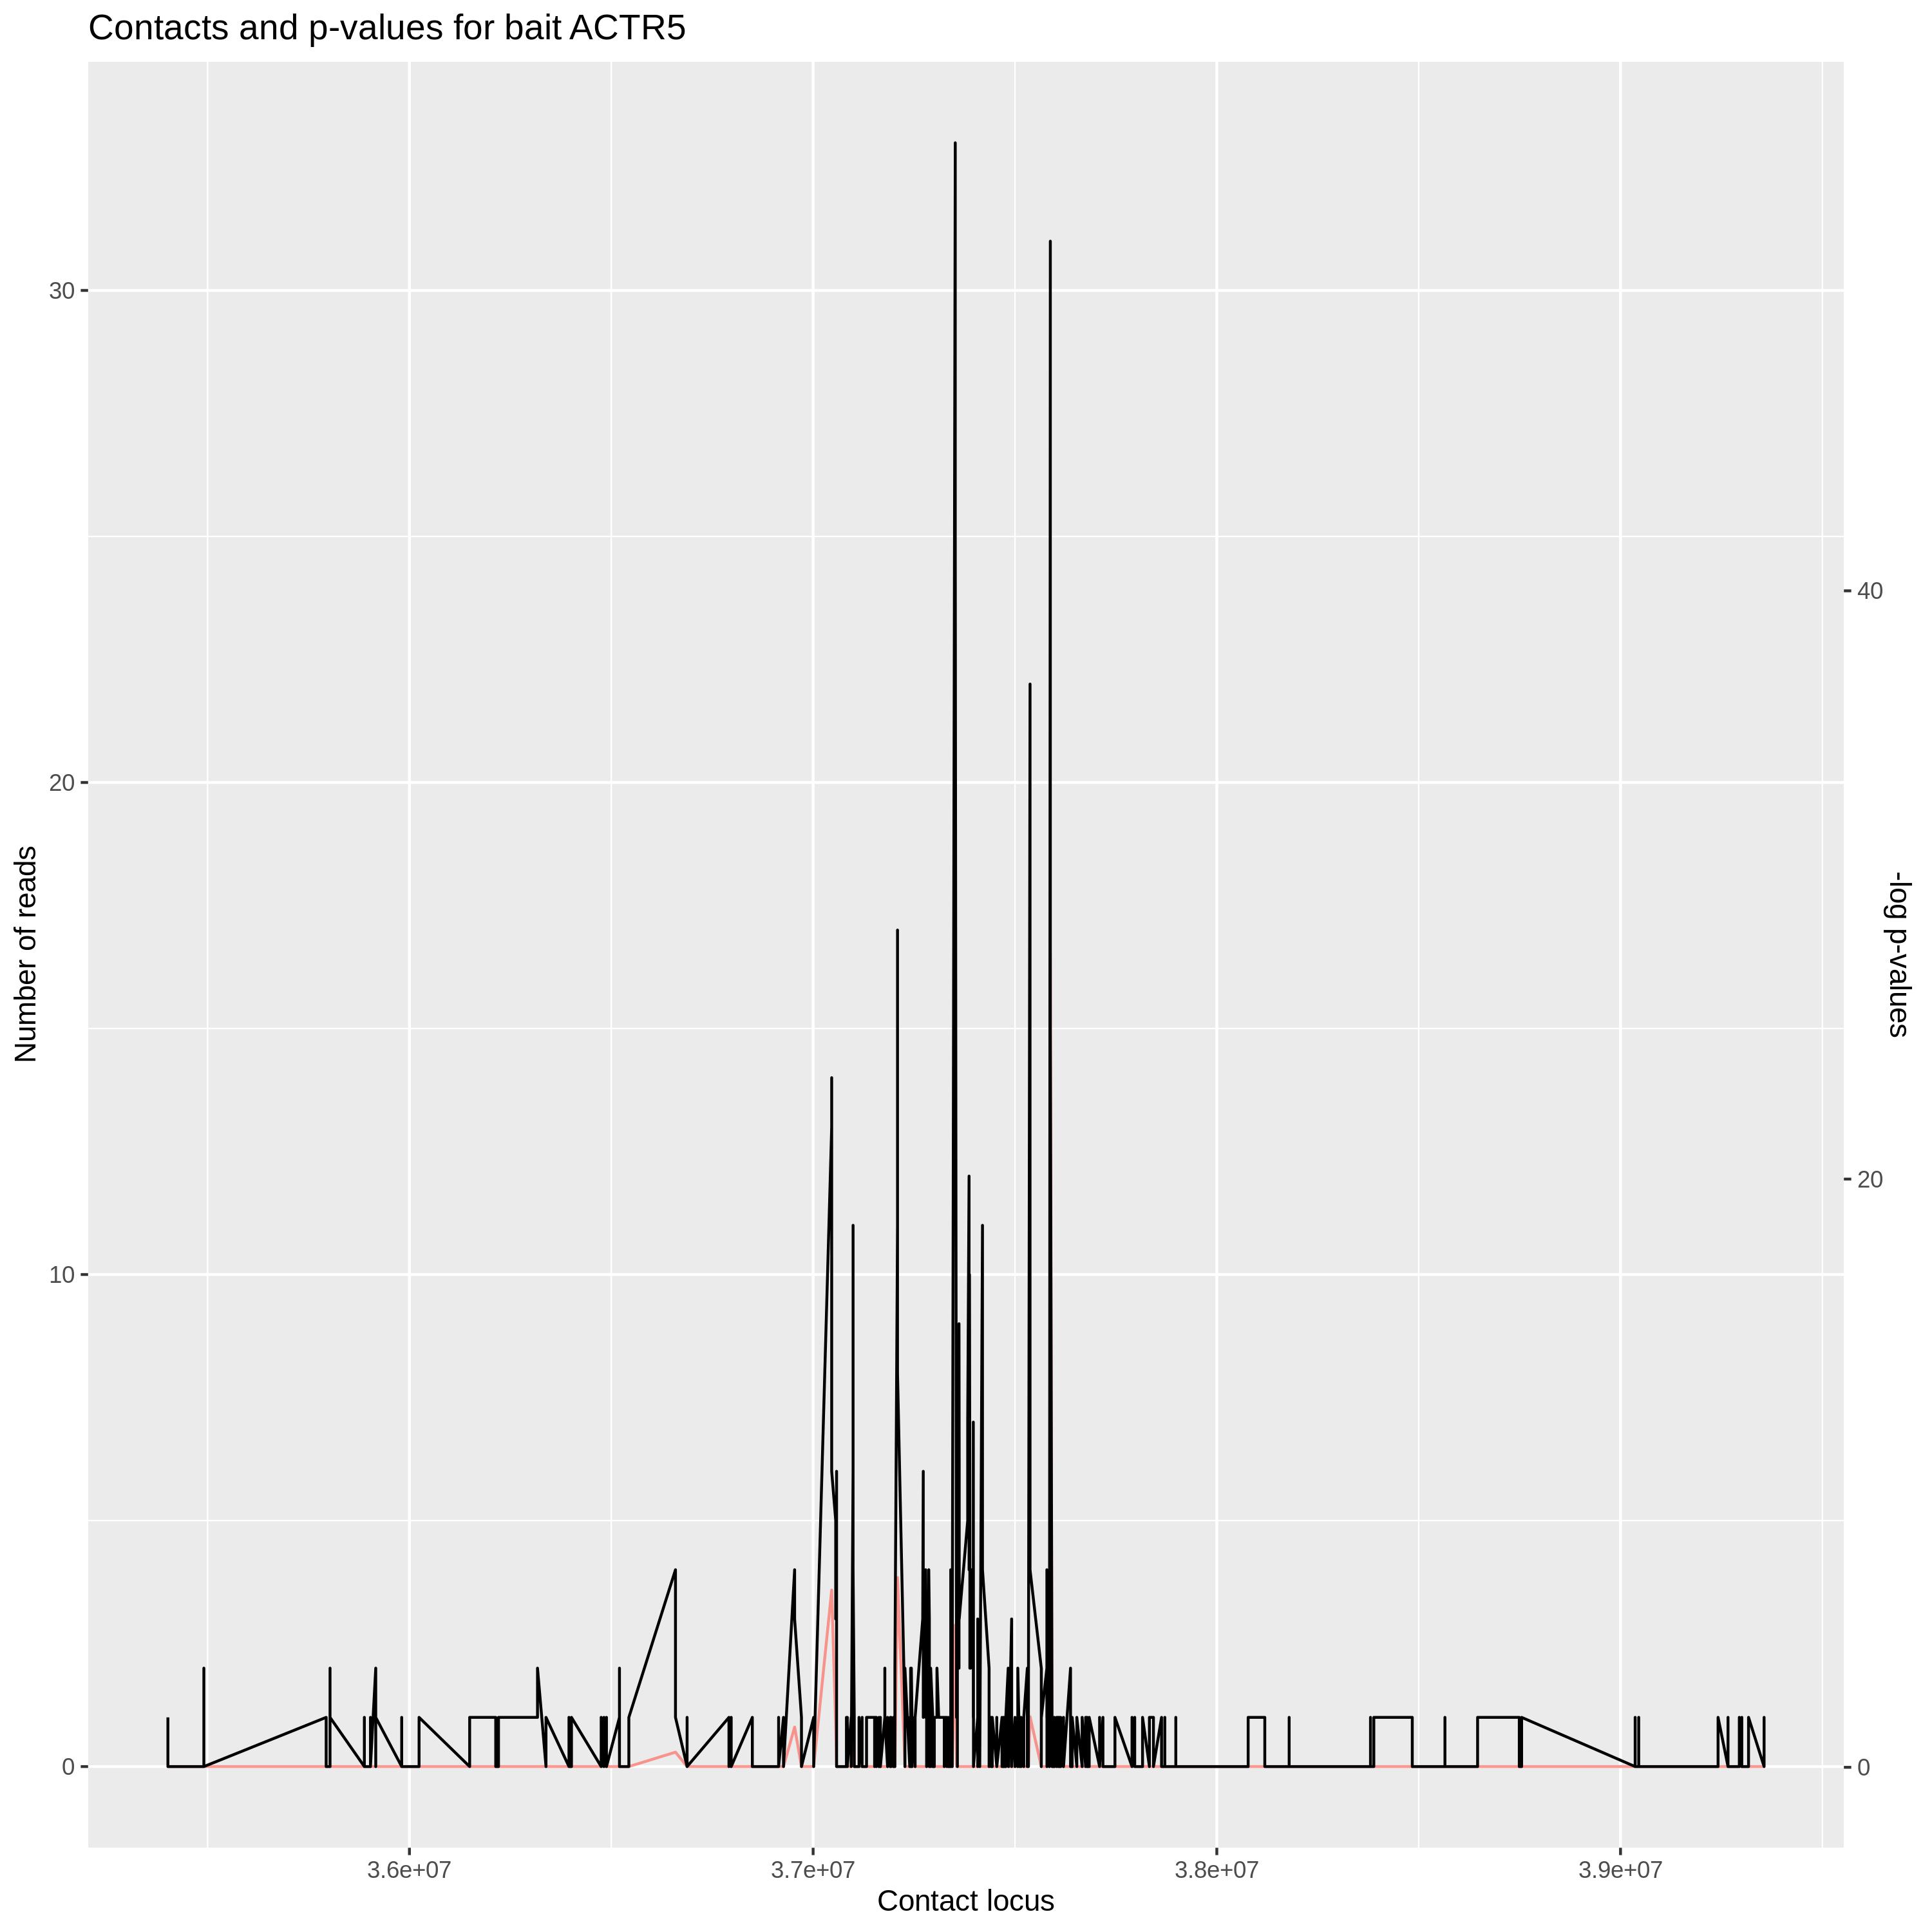 Contacts and p-values for bait ACTR5
30
20
10
0
Number of reads
40
20
0
-log p-values
3.6e+07 3.7e+07 3.8e+07 3.9e+07
Contact locus